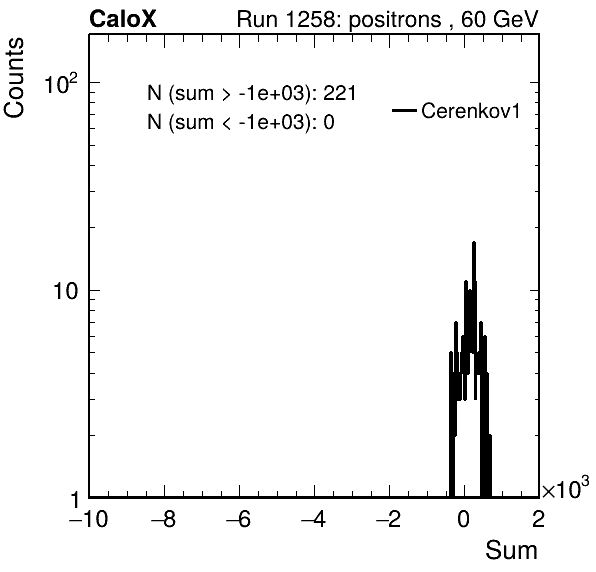 CaloX Run 1258: positrons , 60 GeV
Counts
N (sum > -1e+03): 221
N (sum < -1e+03): 0
Cerenkov1
10²
10
1
−10 −8 −6 −4 −2 0 2
×10³
Sum